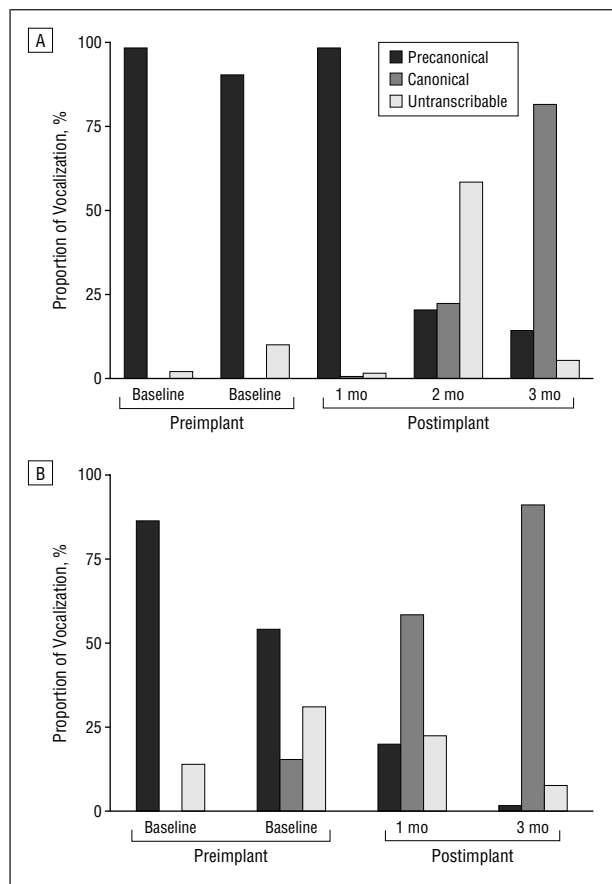 A
100
75
50
25
0
Proportion of Vocalization, %
Precanonical
Canonical
Untranscribable
Baseline Baseline 1 mo 2 mo 3 mo
Preimplant Postimplant
B
100
75
50
25
0
Proportion of Vocalization, %
Baseline Baseline 1 mo 3 mo
Preimplant Postimplant